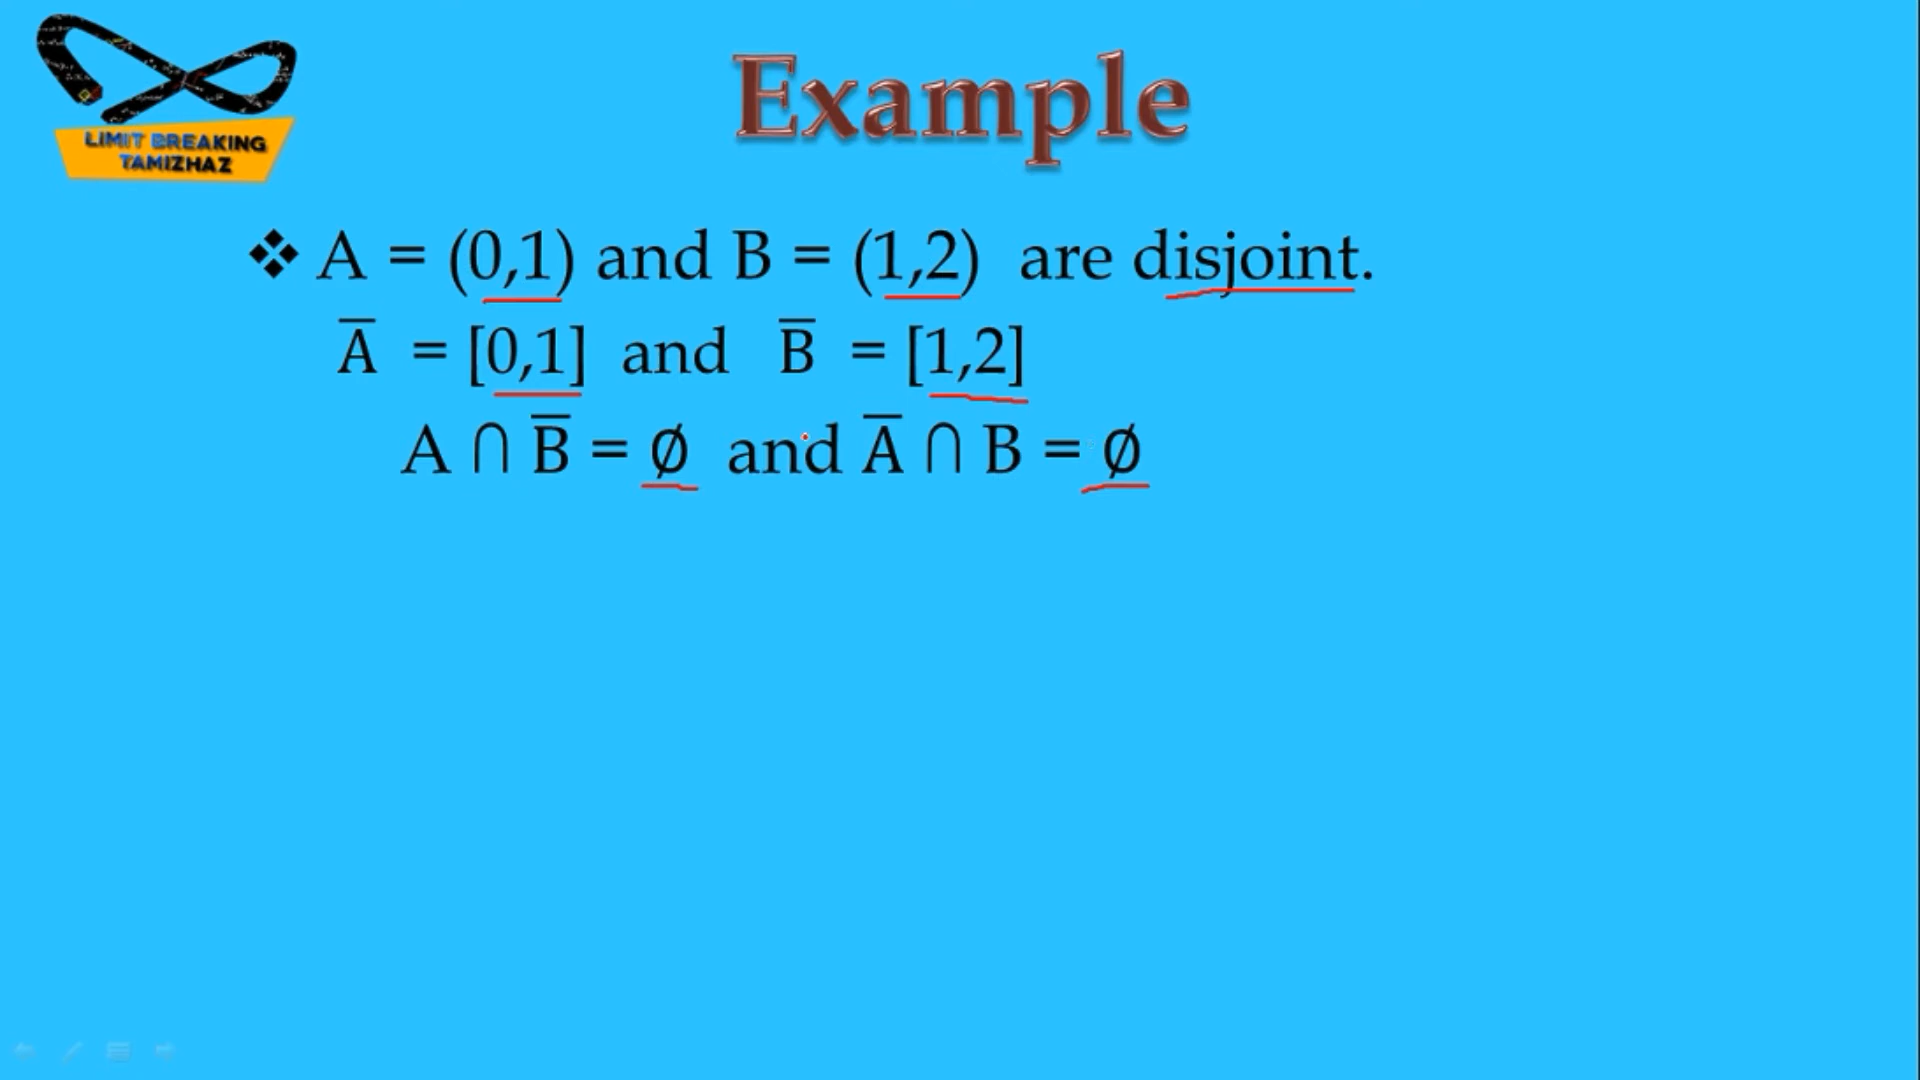 LIMIT BREAKING
TAMIZHAZ
Example
❖ A = (0,1) and B = (1,2) are disjoint.
A̅ = [0,1] and B̅ = [1,2]
A ∩ B̅ = ∅ and A̅ ∩ B = ∅